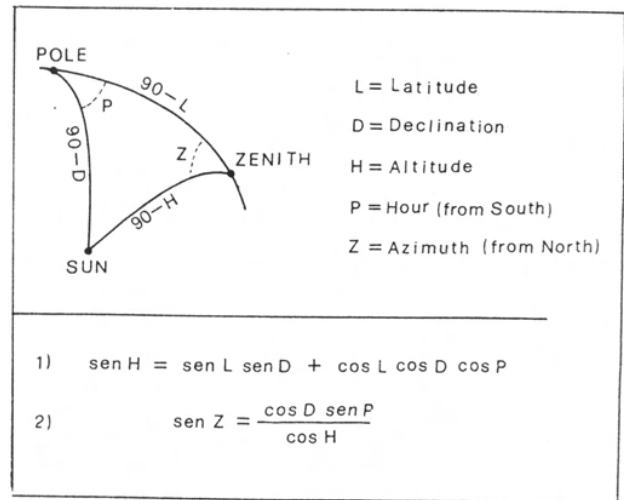 POLE
P
90-L
90-D
Z
ZENITH
90-H
SUN
L = Latitude
D = Declination
H = Altitude
P = Hour (from South)
Z = Azimuth (from North)
1) sen H = sen L sen D + cos L cos D cos P
2) sen Z = cos D sen P / cos H